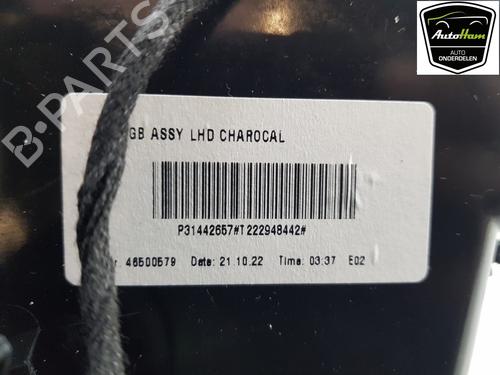 AutoHam
AUTO
ONDERDELEN
B-PARTS
GB ASSY LHD CHAROCAL
P31442657#T222948442#
r. 46500579 Date: 21.10.22 Time: 03:37 E02